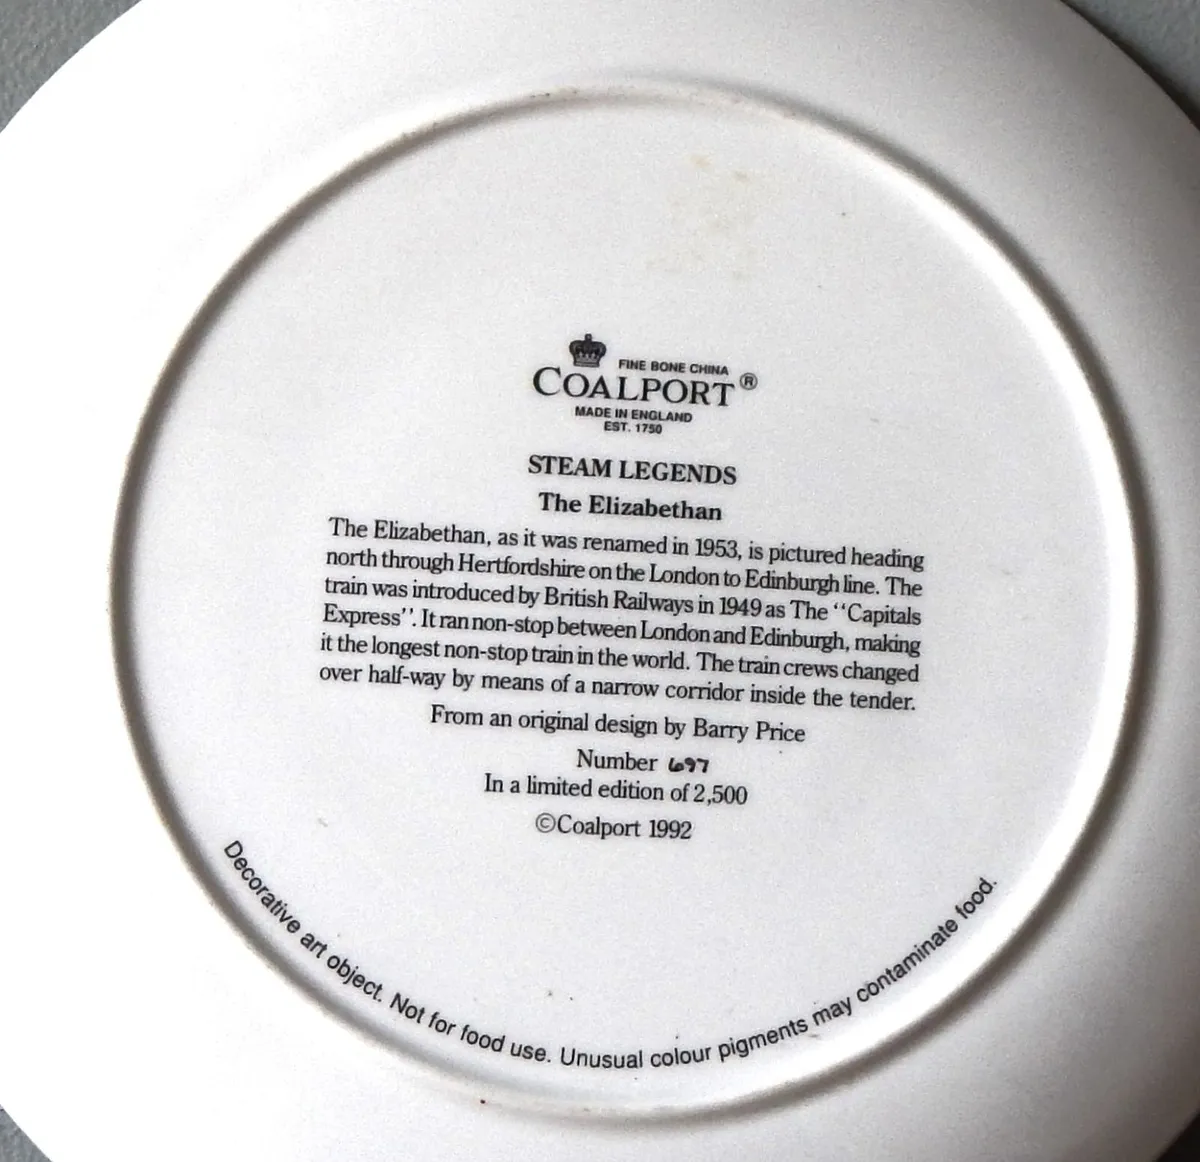 FINE BONE CHINA
COALPORT®
MADE IN ENGLAND
EST. 1750
STEAM LEGENDS
The Elizabethan
The Elizabethan, as it was renamed in 1953, is pictured heading
north through Hertfordshire on the London to Edinburgh line. The
train was introduced by British Railways in 1949 as The “Capitals
Express”. It ran non-stop between London and Edinburgh, making
it the longest non-stop train in the world. The train crews changed
over half-way by means of a narrow corridor inside the tender.
From an original design by Barry Price
Number 697
In a limited edition of 2,500
©Coalport 1992
Decorative art object. Not for food use. Unusual colour pigments may contaminate food.